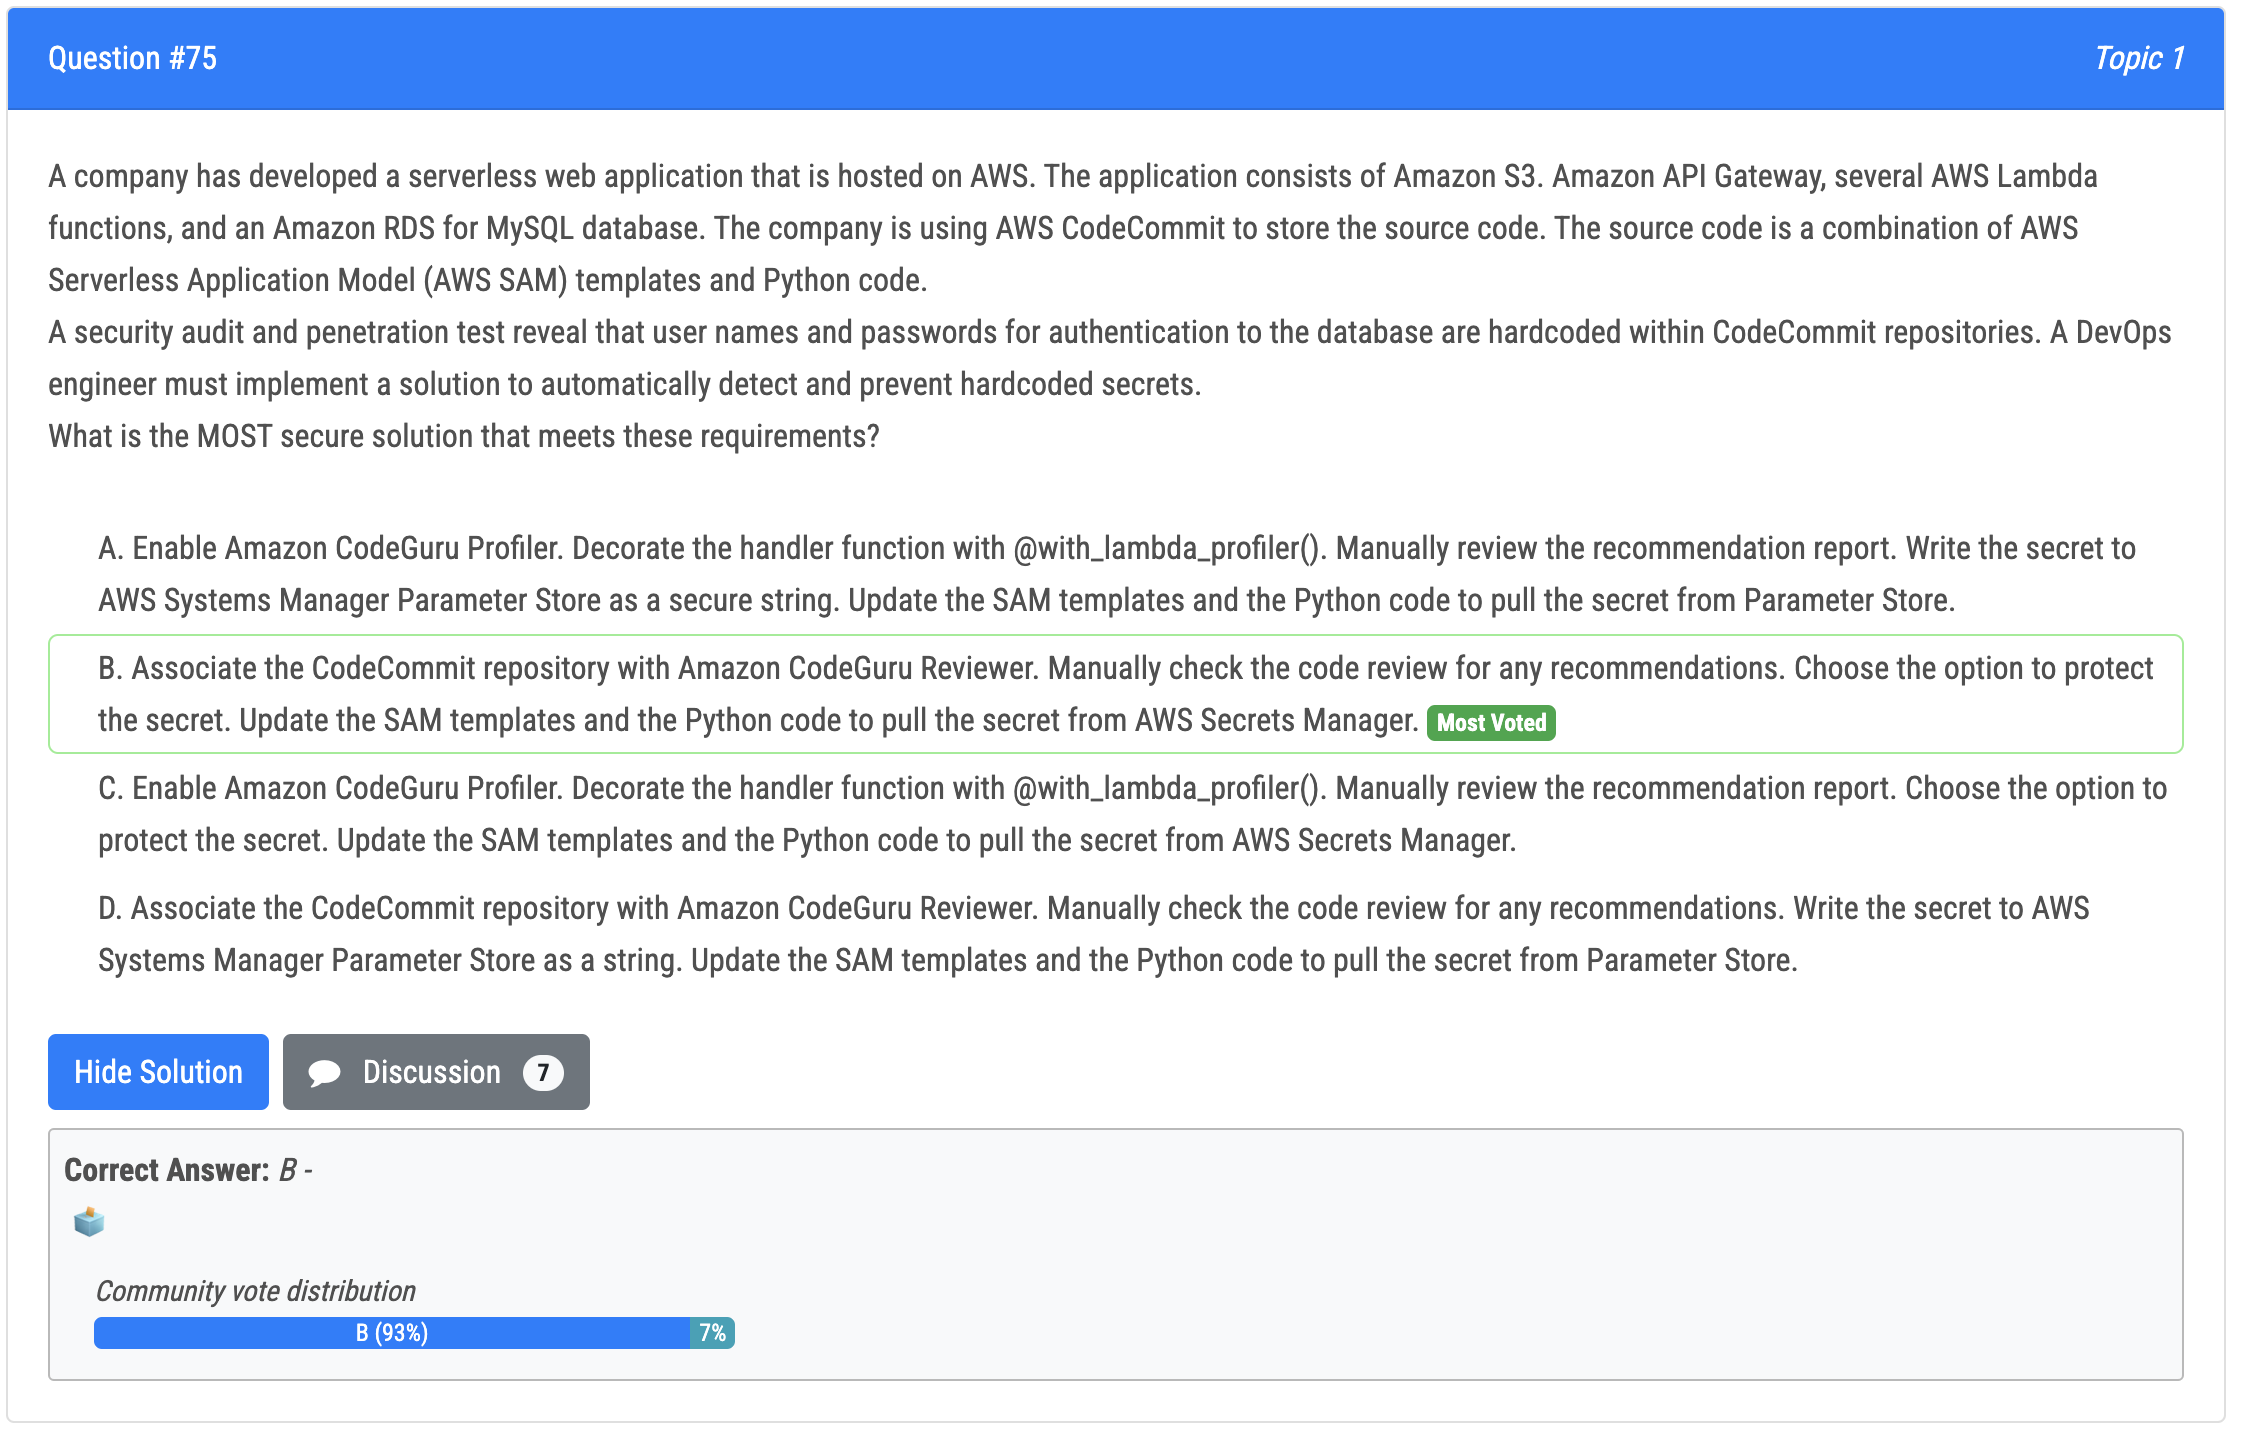 Question #75
Topic 1
A company has developed a serverless web application that is hosted on AWS. The application consists of Amazon S3. Amazon API Gateway, several AWS Lambda
functions, and an Amazon RDS for MySQL database. The company is using AWS CodeCommit to store the source code. The source code is a combination of AWS
Serverless Application Model (AWS SAM) templates and Python code.
A security audit and penetration test reveal that user names and passwords for authentication to the database are hardcoded within CodeCommit repositories. A DevOps
engineer must implement a solution to automatically detect and prevent hardcoded secrets.
What is the MOST secure solution that meets these requirements?
A. Enable Amazon CodeGuru Profiler. Decorate the handler function with @with_lambda_profiler(). Manually review the recommendation report. Write the secret to
AWS Systems Manager Parameter Store as a secure string. Update the SAM templates and the Python code to pull the secret from Parameter Store.
B. Associate the CodeCommit repository with Amazon CodeGuru Reviewer. Manually check the code review for any recommendations. Choose the option to protect
the secret. Update the SAM templates and the Python code to pull the secret from AWS Secrets Manager. Most Voted
C. Enable Amazon CodeGuru Profiler. Decorate the handler function with @with_lambda_profiler(). Manually review the recommendation report. Choose the option to
protect the secret. Update the SAM templates and the Python code to pull the secret from AWS Secrets Manager.
D. Associate the CodeCommit repository with Amazon CodeGuru Reviewer. Manually check the code review for any recommendations. Write the secret to AWS
Systems Manager Parameter Store as a string. Update the SAM templates and the Python code to pull the secret from Parameter Store.
Hide Solution
Discussion 7
Correct Answer: B -
Community vote distribution
B (93%) 7%